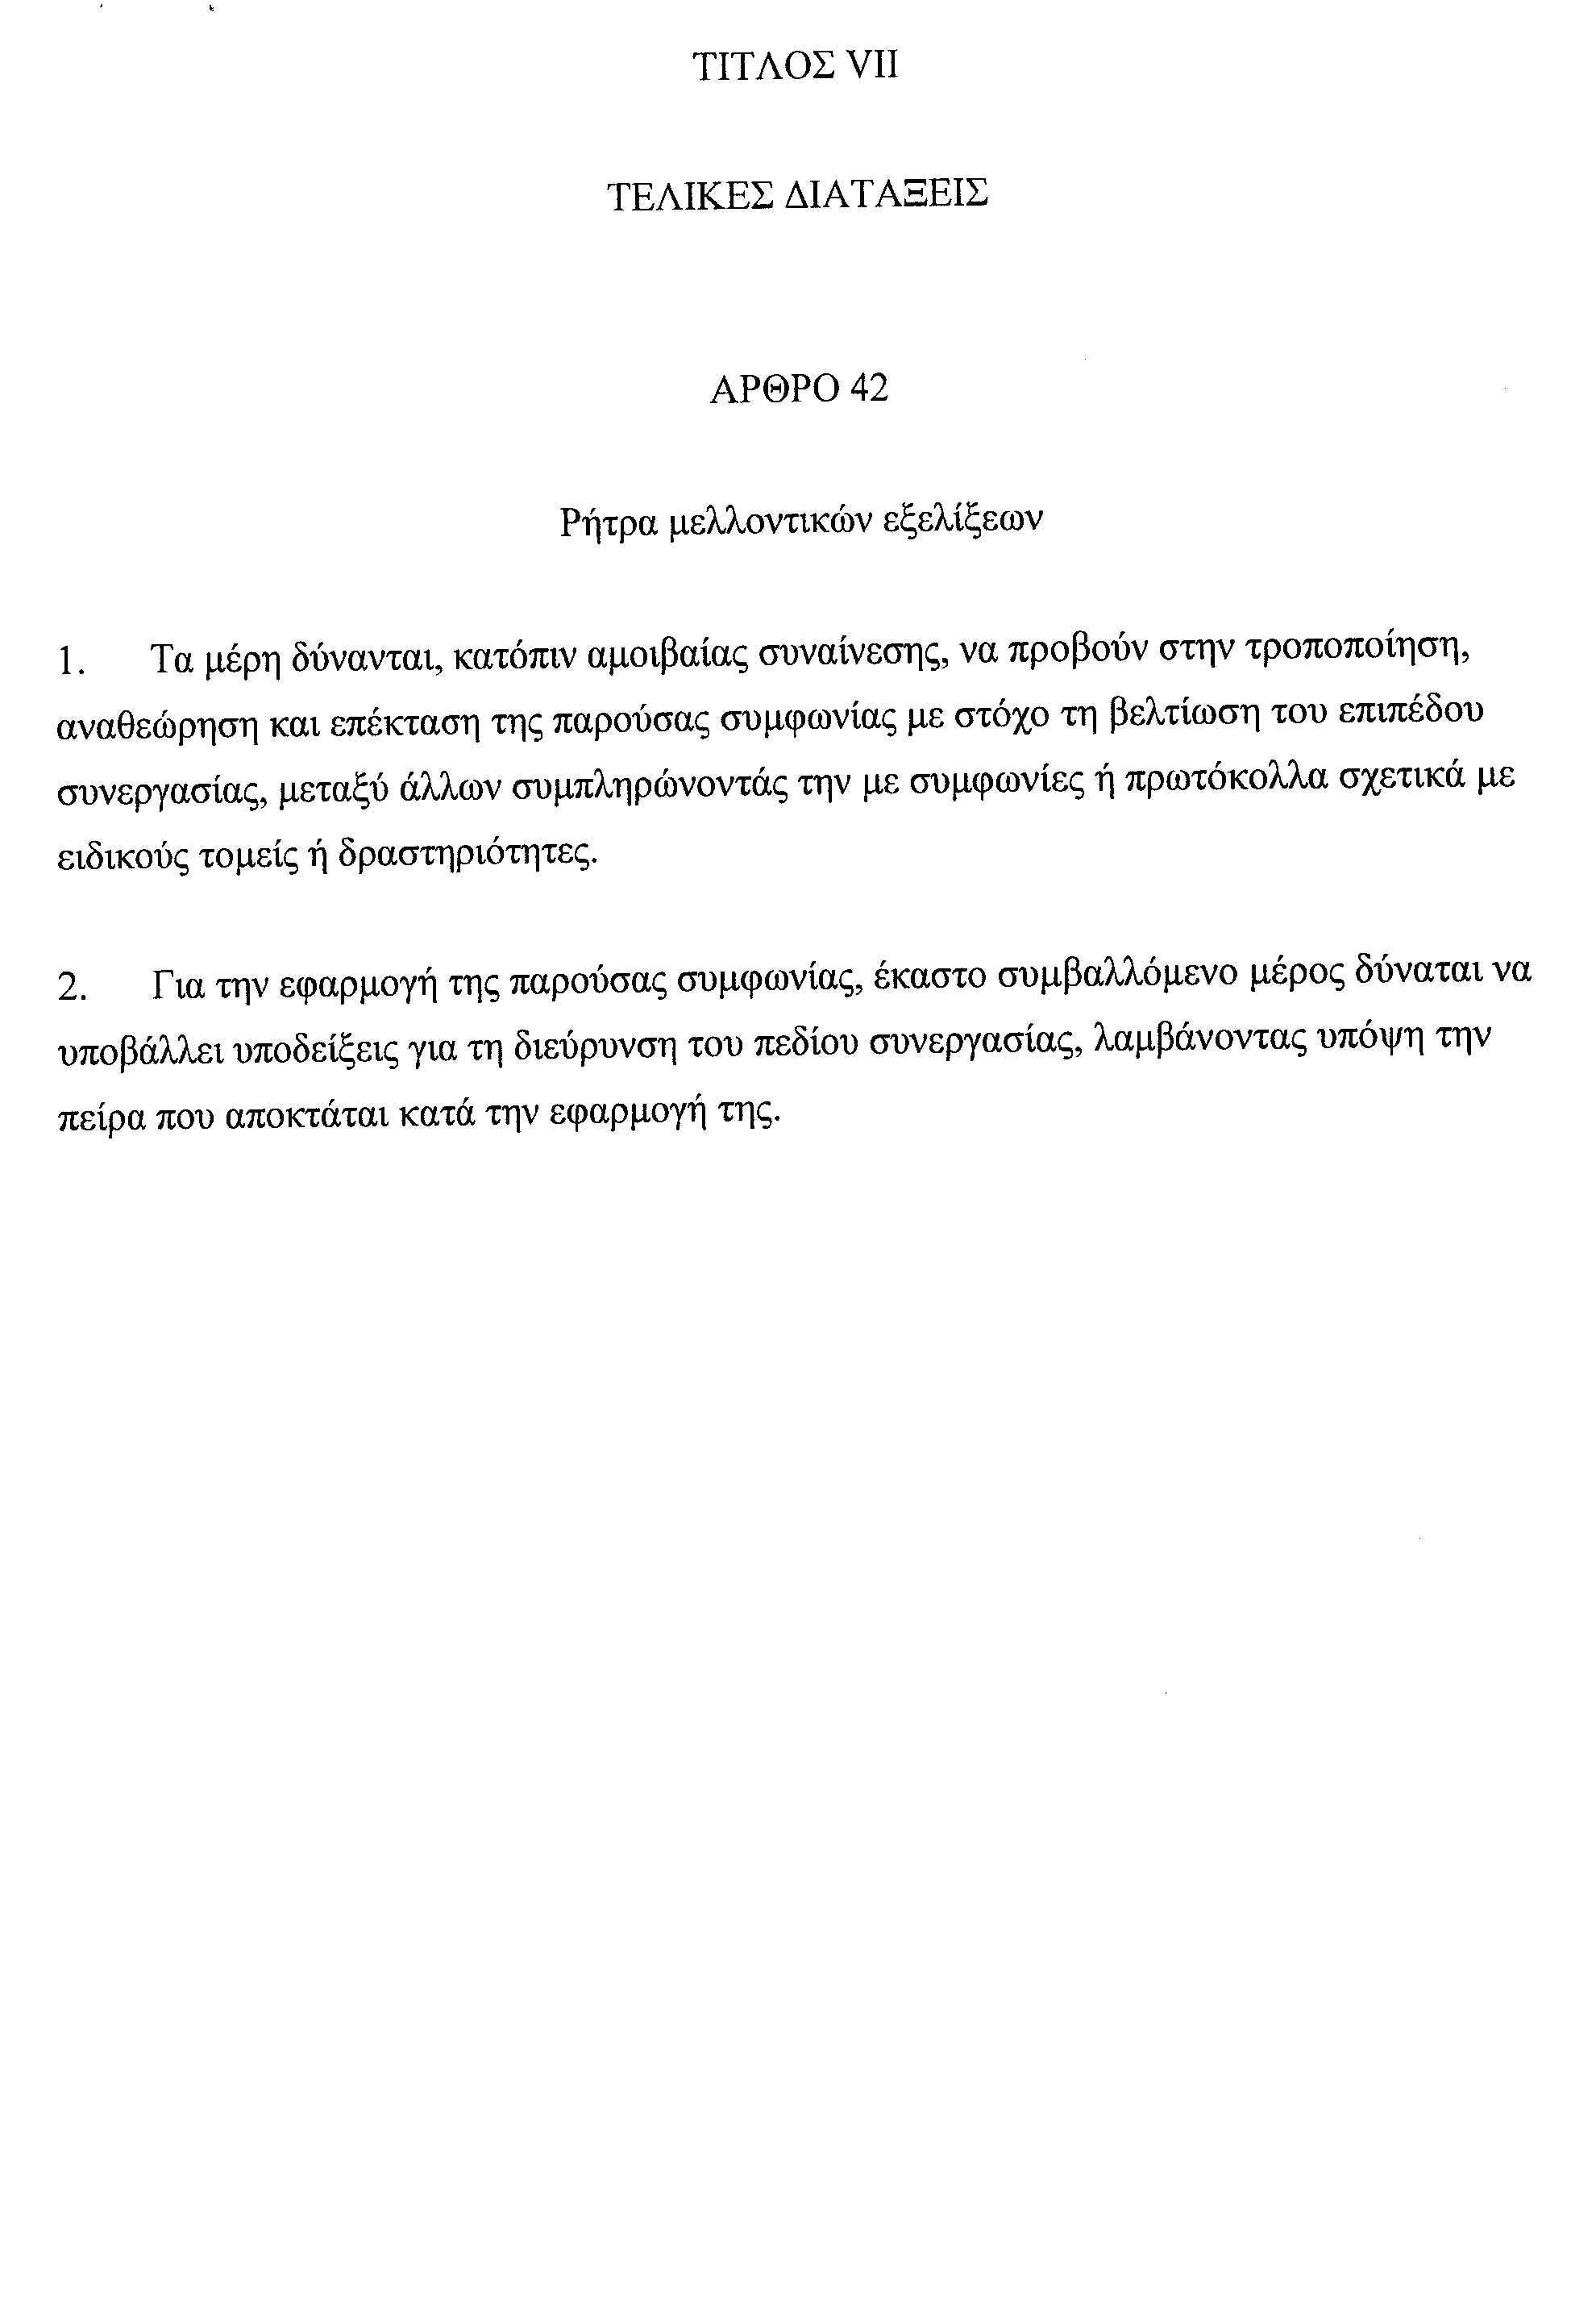 ΤΙΤΛΟΣ VII
ΤΕΛΙΚΕΣ ΔΙΑΤΑΞΕΙΣ
ΑΡΘΡΟ 42
Ρήτρα μελλοντικών εξελίξεων
1. Τα μέρη δύνανται, κατόπιν αμοιβαίας συναίνεσης, να προβούν στην τροποποίηση,
αναθεώρηση και επέκταση της παρούσας συμφωνίας με στόχο τη βελτίωση του επιπέδου
συνεργασίας, μεταξύ άλλων συμπληρώνοντάς την με συμφωνίες ή πρωτόκολλα σχετικά με
ειδικούς τομείς ή δραστηριότητες.
2. Για την εφαρμογή της παρούσας συμφωνίας, έκαστο συμβαλλόμενο μέρος δύναται να
υποβάλλει υποδείξεις για τη διεύρυνση του πεδίου συνεργασίας, λαμβάνοντας υπόψη την
πείρα που αποκτάται κατά την εφαρμογή της.